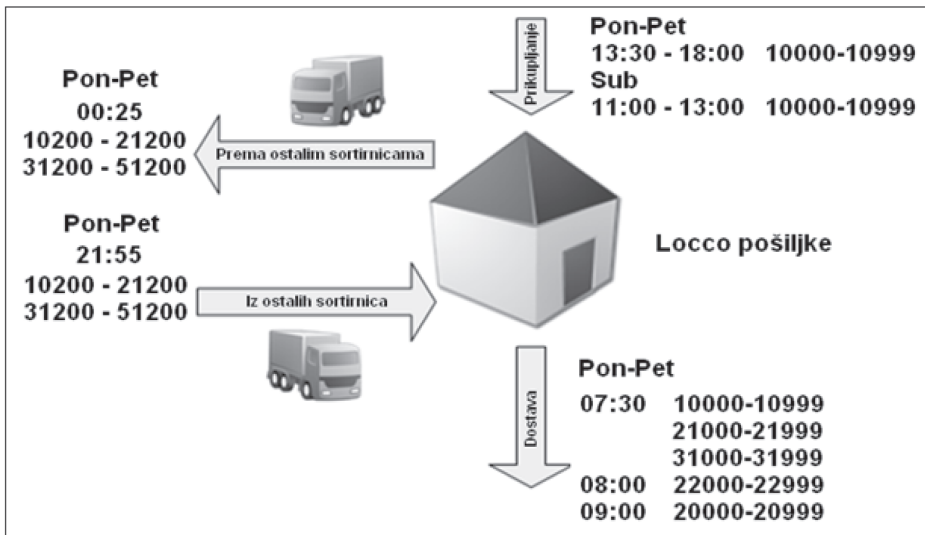 Pon-Pet
13:30 - 18:00 10000-10999
Sub
11:00 - 13:00 10000-10999
Prikupljanje
Pon-Pet
00:25
10200 - 21200
31200 - 51200
Prema ostalim sortirnicama
Pon-Pet
21:55
10200 - 21200
31200 - 51200
Iz ostalih sortirnica
Locco pošiljke
Dostava
Pon-Pet
07:30 10000-10999
21000-21999
31000-31999
08:00 22000-22999
09:00 20000-20999